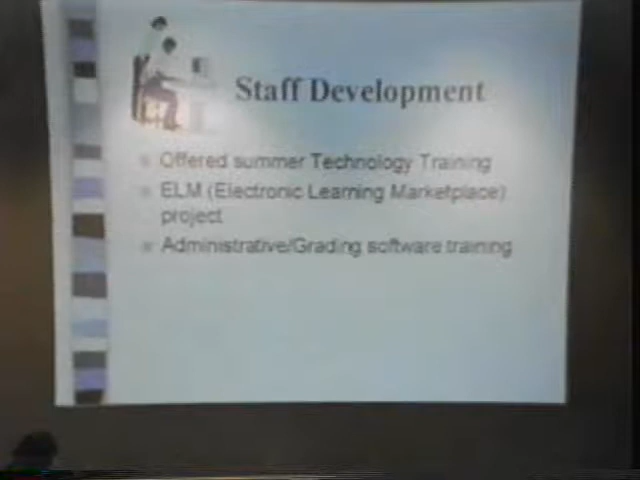 Staff Development
Offered summer Technology Training
ELM (Electronic Learning Marketplace)
project
Administrative/Grading software training